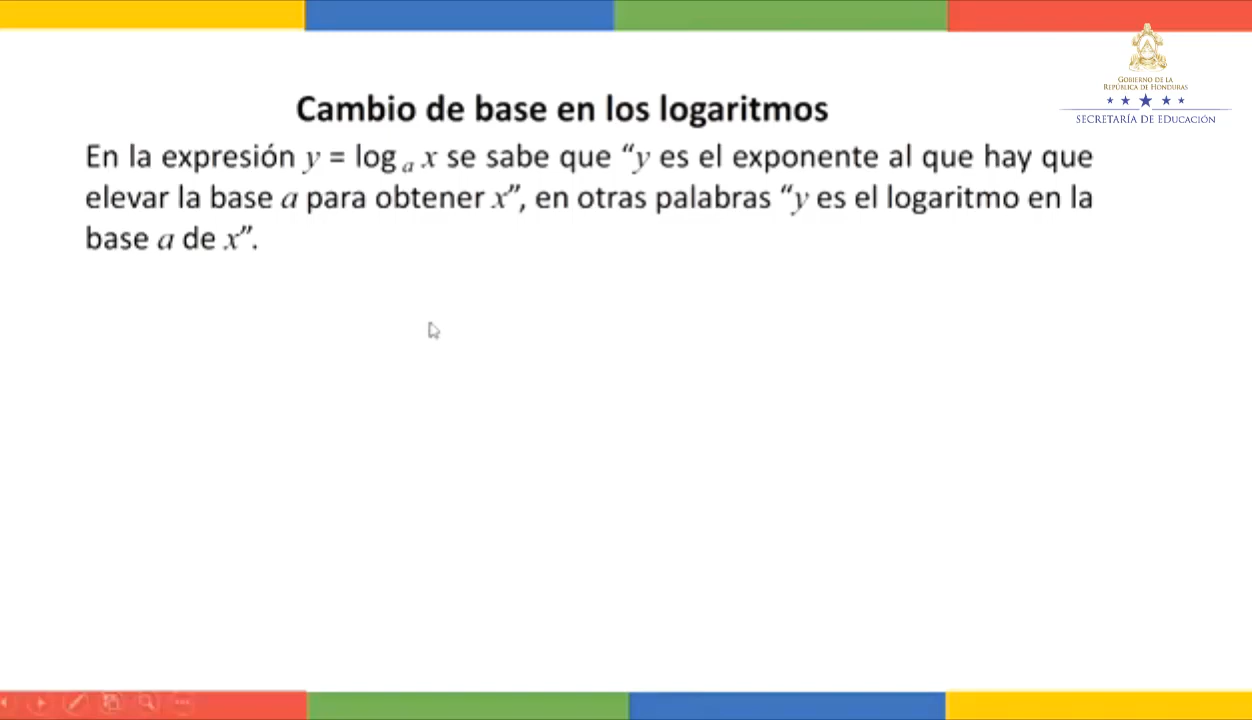 GOBIERNO DE LA
REPÚBLICA DE HONDURAS
SECRETARÍA DE EDUCACIÓN
Cambio de base en los logaritmos
En la expresión y = log a x se sabe que “y es el exponente al que hay que
elevar la base a para obtener x”, en otras palabras “y es el logaritmo en la
base a de x”.